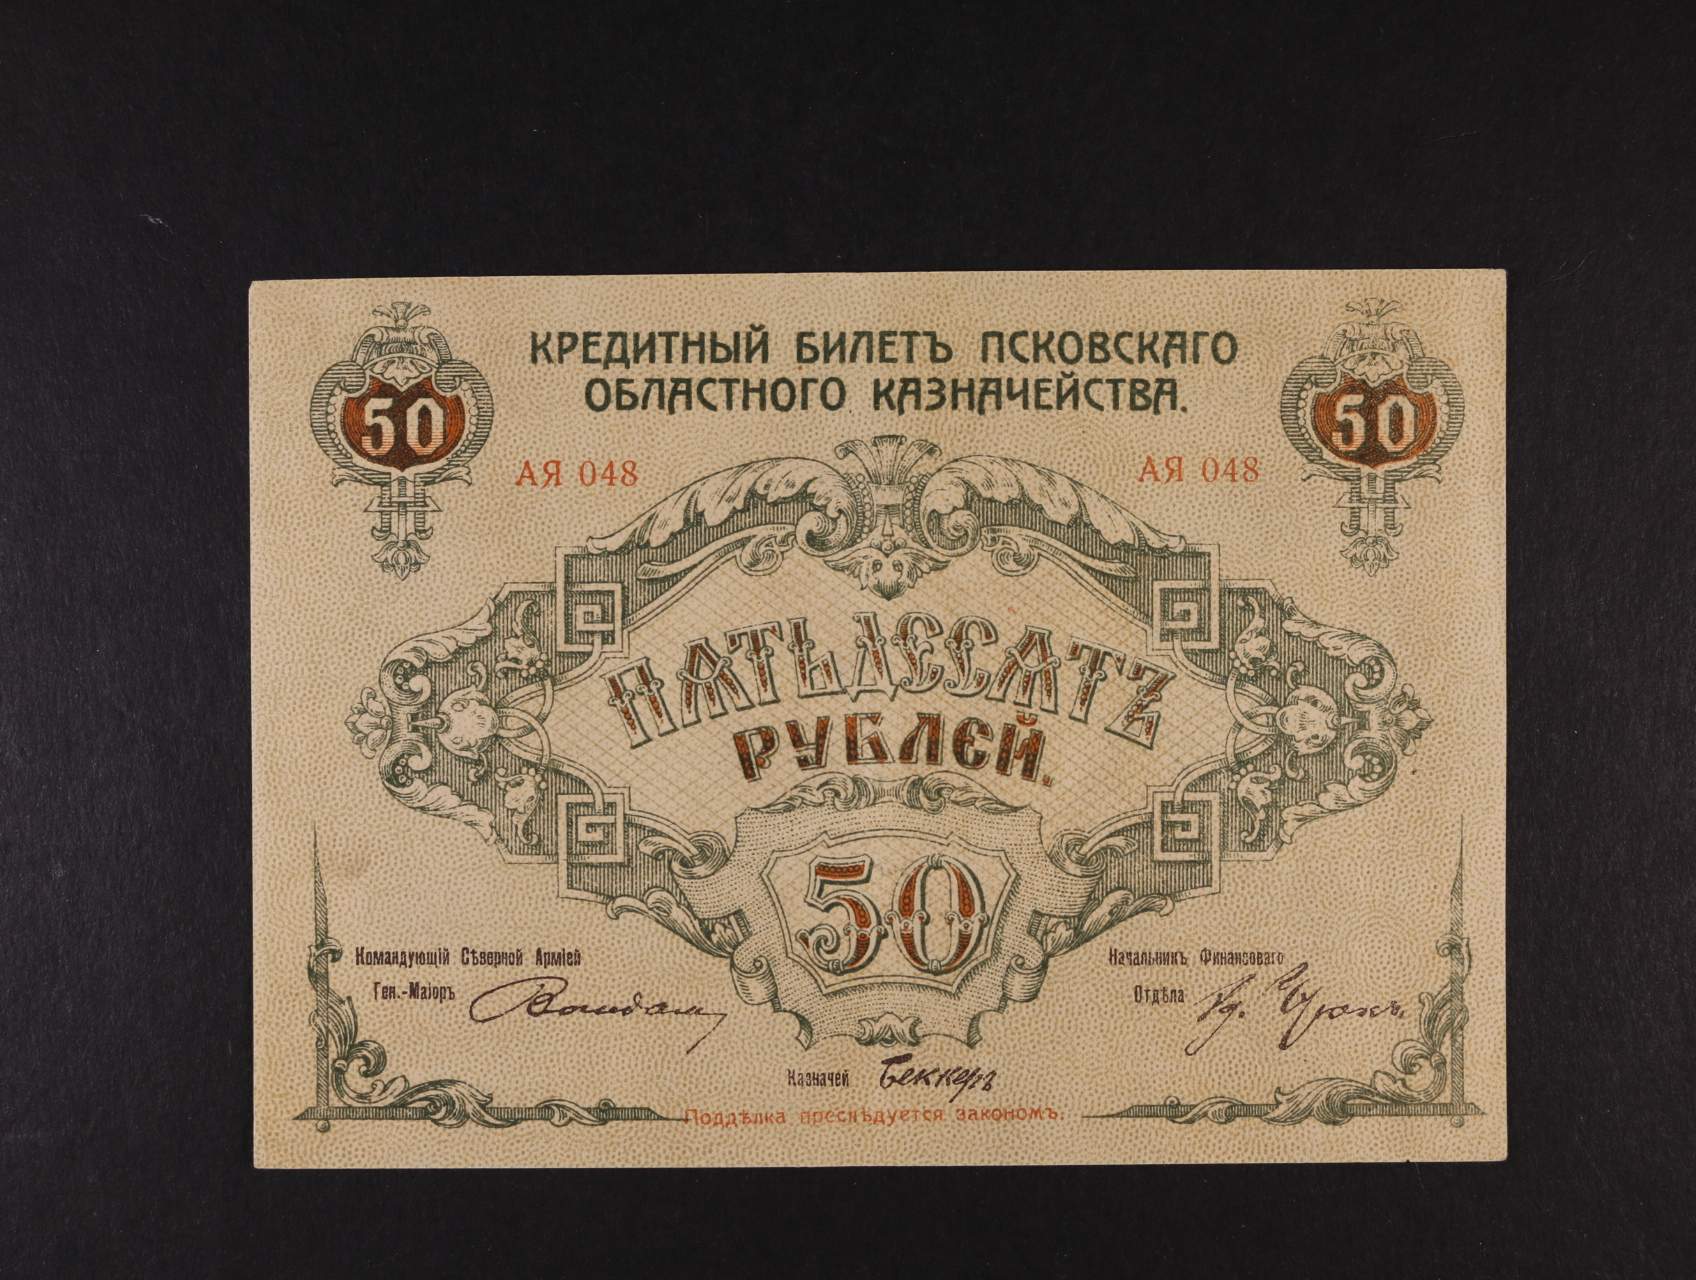 КРЕДИТНЫЙ БИЛЕТЪ ПСКОВСКАГО
ОБЛАСТНОГО КАЗНАЧЕЙСТВА.
50
50
АЯ 048
АЯ 048
ПЯТЬДЕСЯТЪ
РУБЛЕЙ.
50
Командующій Сѣверной Арміей
Ген.-Маіоръ
Начальникъ Финансоваго
Отдѣла
Казначей Беккеръ
Поддѣлка преслѣдуется закономъ.